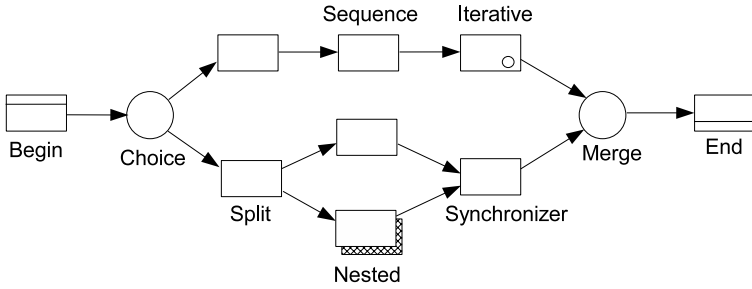 Sequence
Iterative
Begin
Choice
Merge
End
Split
Synchronizer
Nested